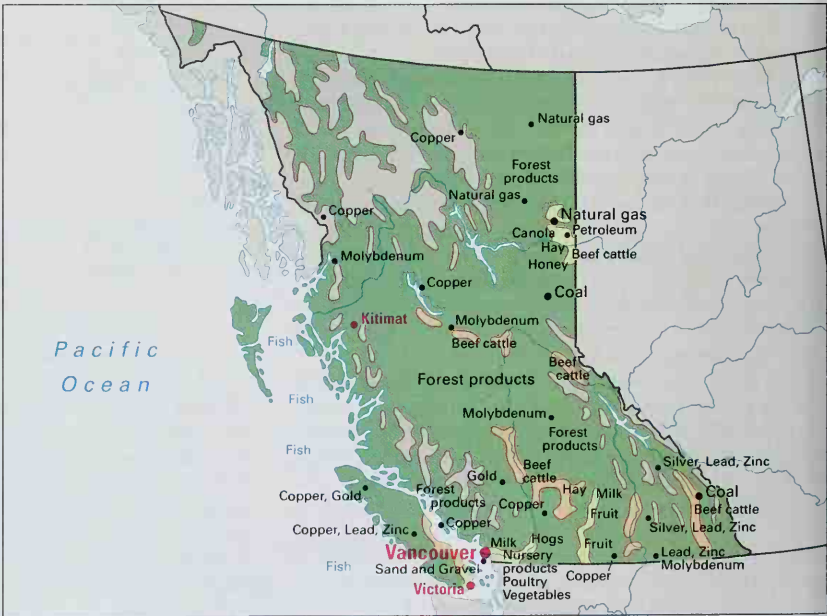 Natural gas
Copper
Forest
products
Natural gas
Natural gas
Copper
Canola
Petroleum
Hay
Honey
Beef cattle
Molybdenum
Copper
Coal
Kitimat
Molybdenum
Beef cattle
Pacific
Ocean
Fish
Beef
cattle
Forest products
Fish
Molybdenum
Forest
products
Fish
Silver, Lead, Zinc
Beef
cattle
Gold
Hay
Milk
Coal
Copper, Gold
Forest
products
Copper
Fruit
Beef cattle
Copper, Lead, Zinc
Copper
Silver, Lead, Zinc
Hogs
Vancouver
Milk
Fruit
Lead, Zinc
Molybdenum
Sand and Gravel
Nursery
products
Poultry
Vegetables
Copper
Fish
Victoria